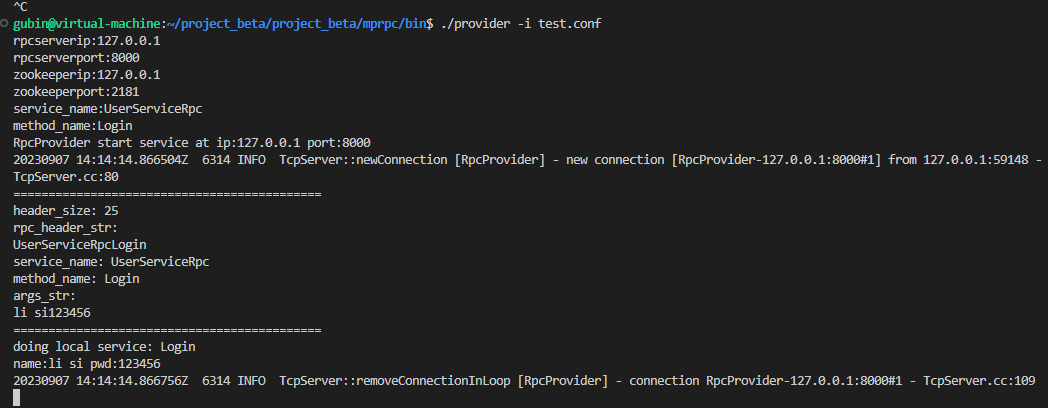 ^C
gubin@virtual-machine:~/project_beta/project_beta/mprpc/bin$ ./provider -i test.conf
rpcserverip:127.0.0.1
rpcserverport:8000
zookeeperip:127.0.0.1
zookeeperport:2181
service_name:UserServiceRpc
method_name:Login
RpcProvider start service at ip:127.0.0.1 port:8000
20230907 14:14:14.866504Z  6314 INFO  TcpServer::newConnection [RpcProvider] - new connection [RpcProvider-127.0.0.1:8000#1] from 127.0.0.1:59148 -
TcpServer.cc:80
============================================
header_size: 25
rpc_header_str:
UserServiceRpcLogin
service_name: UserServiceRpc
method_name: Login
args_str:
li si123456
============================================
doing local service: Login
name:li si pwd:123456
20230907 14:14:14.866756Z  6314 INFO  TcpServer::removeConnectionInLoop [RpcProvider] - connection RpcProvider-127.0.0.1:8000#1 - TcpServer.cc:109